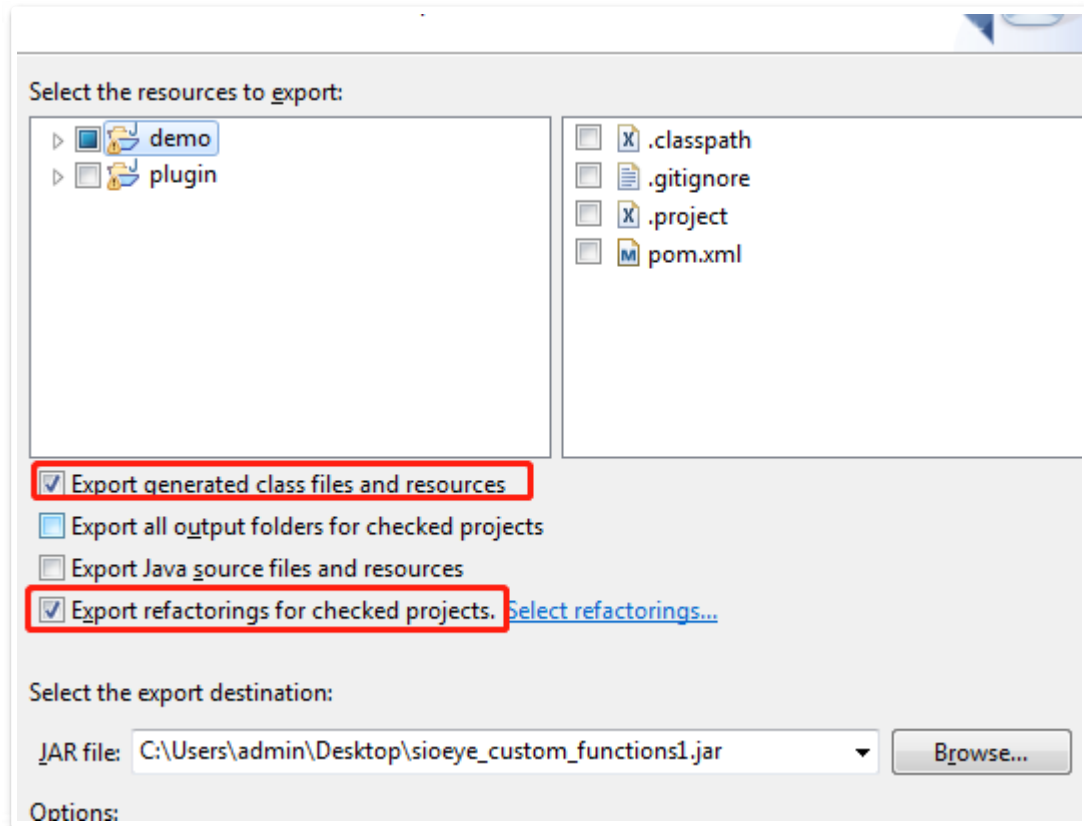 Select the resources to export:
demo
plugin
.classpath
.gitignore
.project
pom.xml
Export generated class files and resources
Export all output folders for checked projects
Export Java source files and resources
Export refactorings for checked projects. Select refactorings...
Select the export destination:
JAR file: C:\Users\admin\Desktop\sioeye_custom_functions1.jar Browse...
Options: